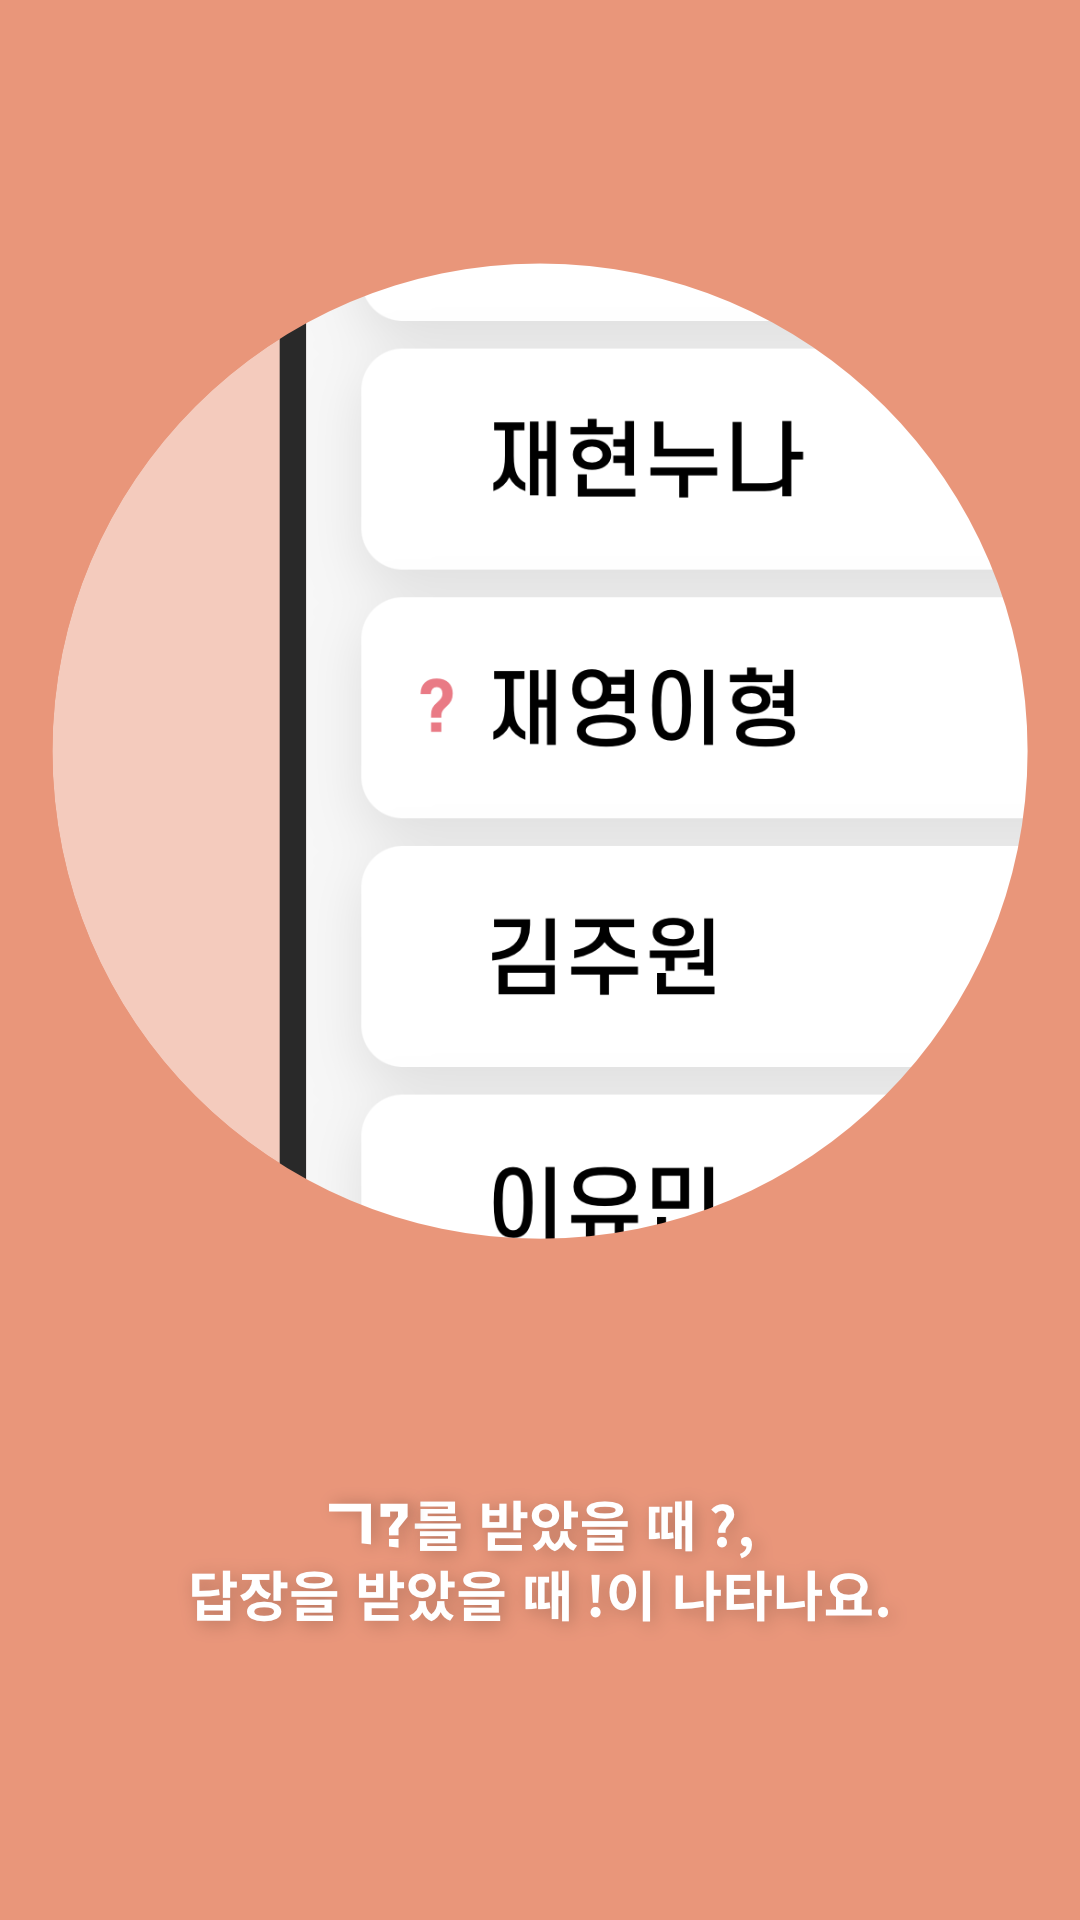 재현누나
? 재영이형
김주원
이유민
ㄱ?를 받았을 때 ?,
답장을 받았을 때 !이 나타나요.